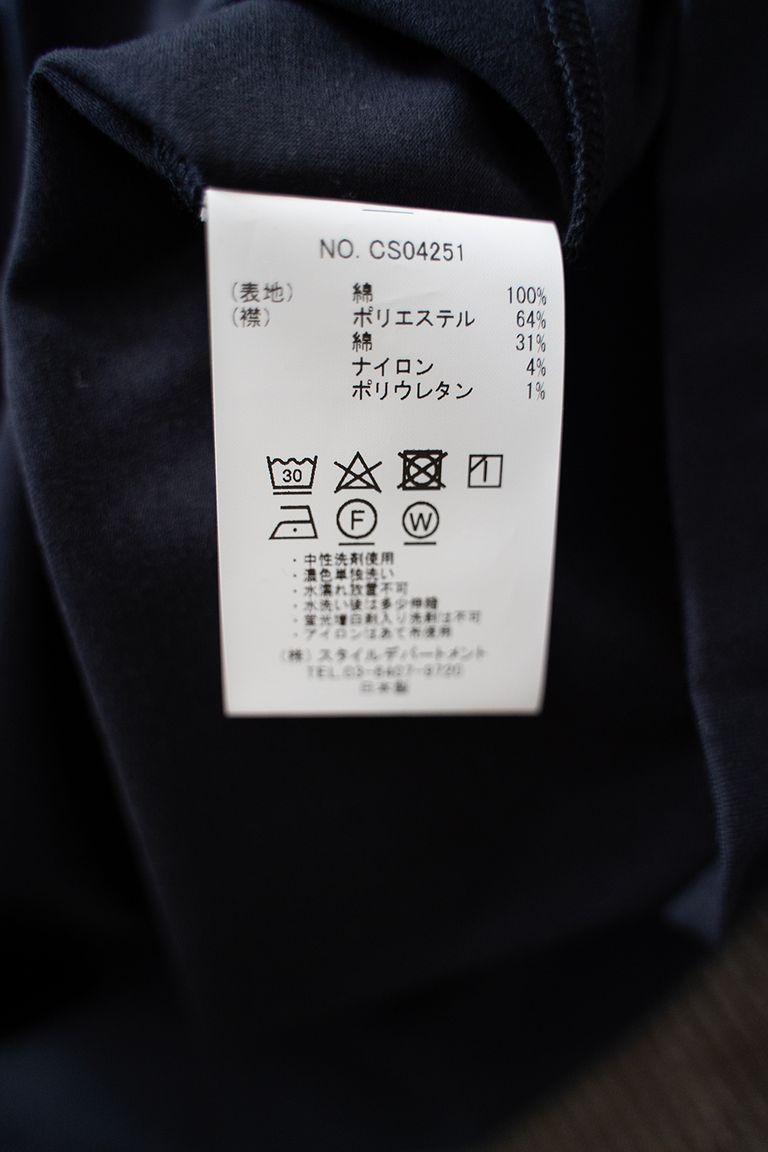 NO. CS04251
(表地) 綿 100%
(襟) ポリエステル 64%
綿 31%
ナイロン 4%
ポリウレタン 1%
30
F W
・中性洗剤使用
・濃色単独洗い
・水濡れ放置不可
・水洗い後は多少伸縮
・蛍光増白剤入り洗剤は不可
・アイロンはあて布使用
(株)スタイルデパートメント
日本製